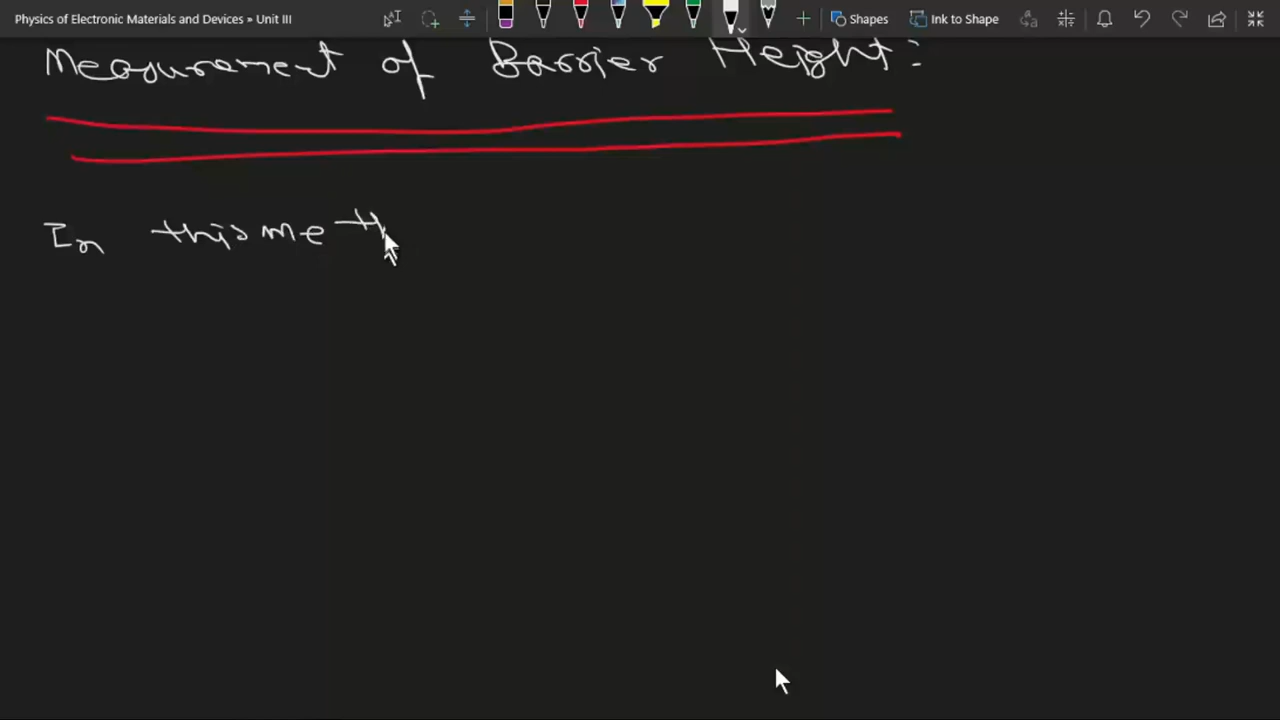 Physics of Electronic Materials and Devices » Unit III
Shapes
Ink to Shape
Measurement of Barrier Height:
In this meth